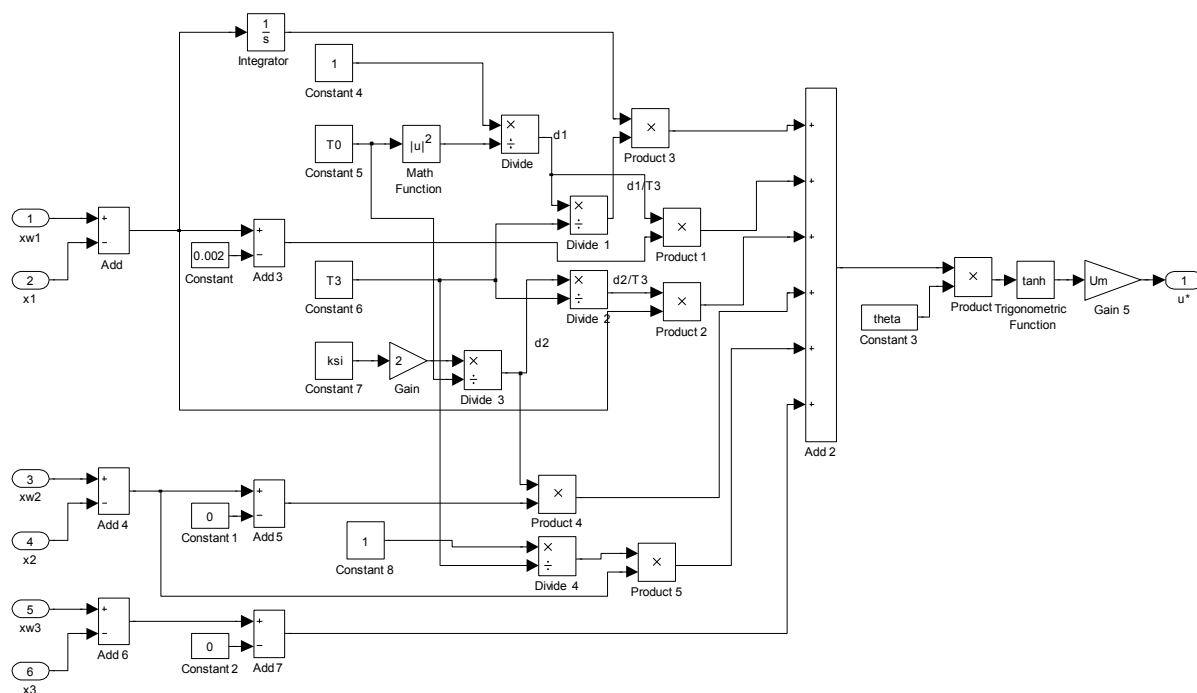 1
s
Integrator
1
Constant 4
T0
Constant 5
|u|²
Math
Function
×
÷
Divide
d1
×
Product 3
d1/T3
1
xw1
2
x1
+
−
Add
0.002
Constant
+
−
Add 3
T3
Constant 6
×
÷
Divide 1
×
Product 1
×
÷
Divide 2
d2/T3
×
Product 2
d2
ksi
Constant 7
2
Gain
×
÷
Divide 3
+
+
+
+
+
+
Add 2
theta
Constant 3
×
Product
tanh
Trigonometric
Function
Um
Gain 5
1
u*
3
xw2
4
x2
+
−
Add 4
0
Constant 1
+
−
Add 5
×
Product 4
1
Constant 8
×
÷
Divide 4
×
Product 5
5
xw3
6
x3
+
−
Add 6
0
Constant 2
+
−
Add 7